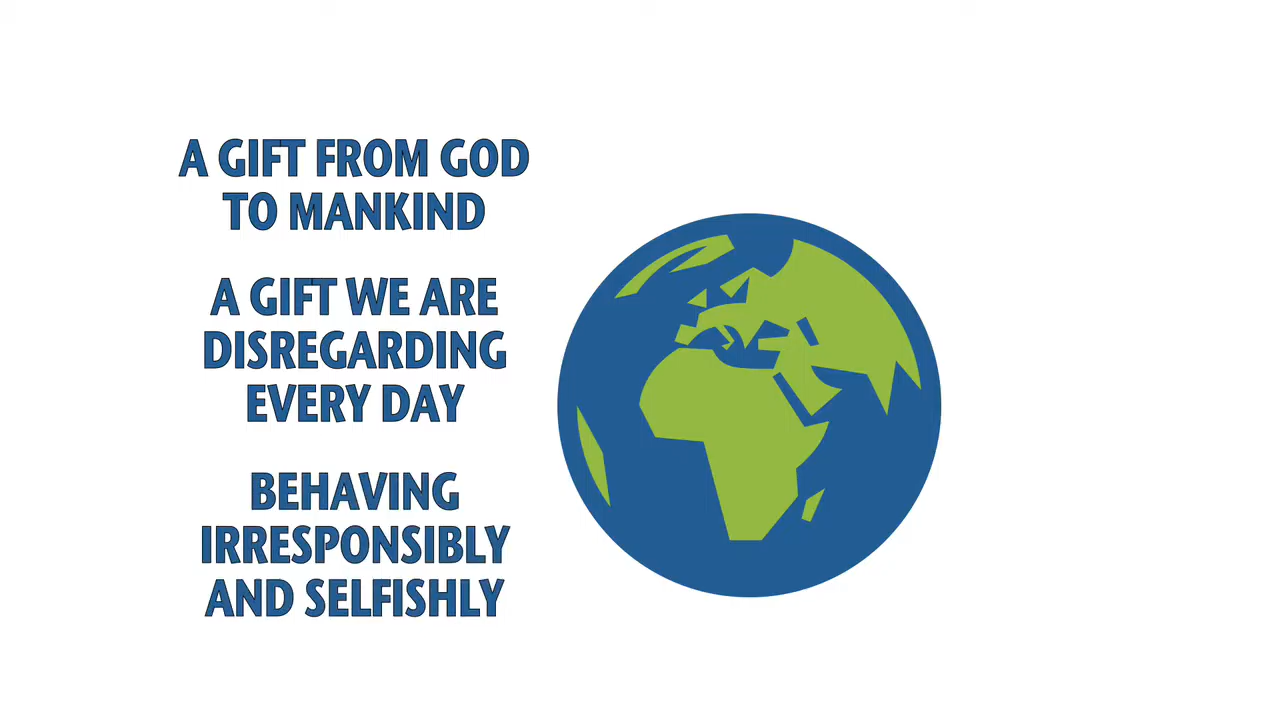 A GIFT FROM GOD
TO MANKIND
A GIFT WE ARE
DISREGARDING
EVERY DAY
BEHAVING
IRRESPONSIBLY
AND SELFISHLY